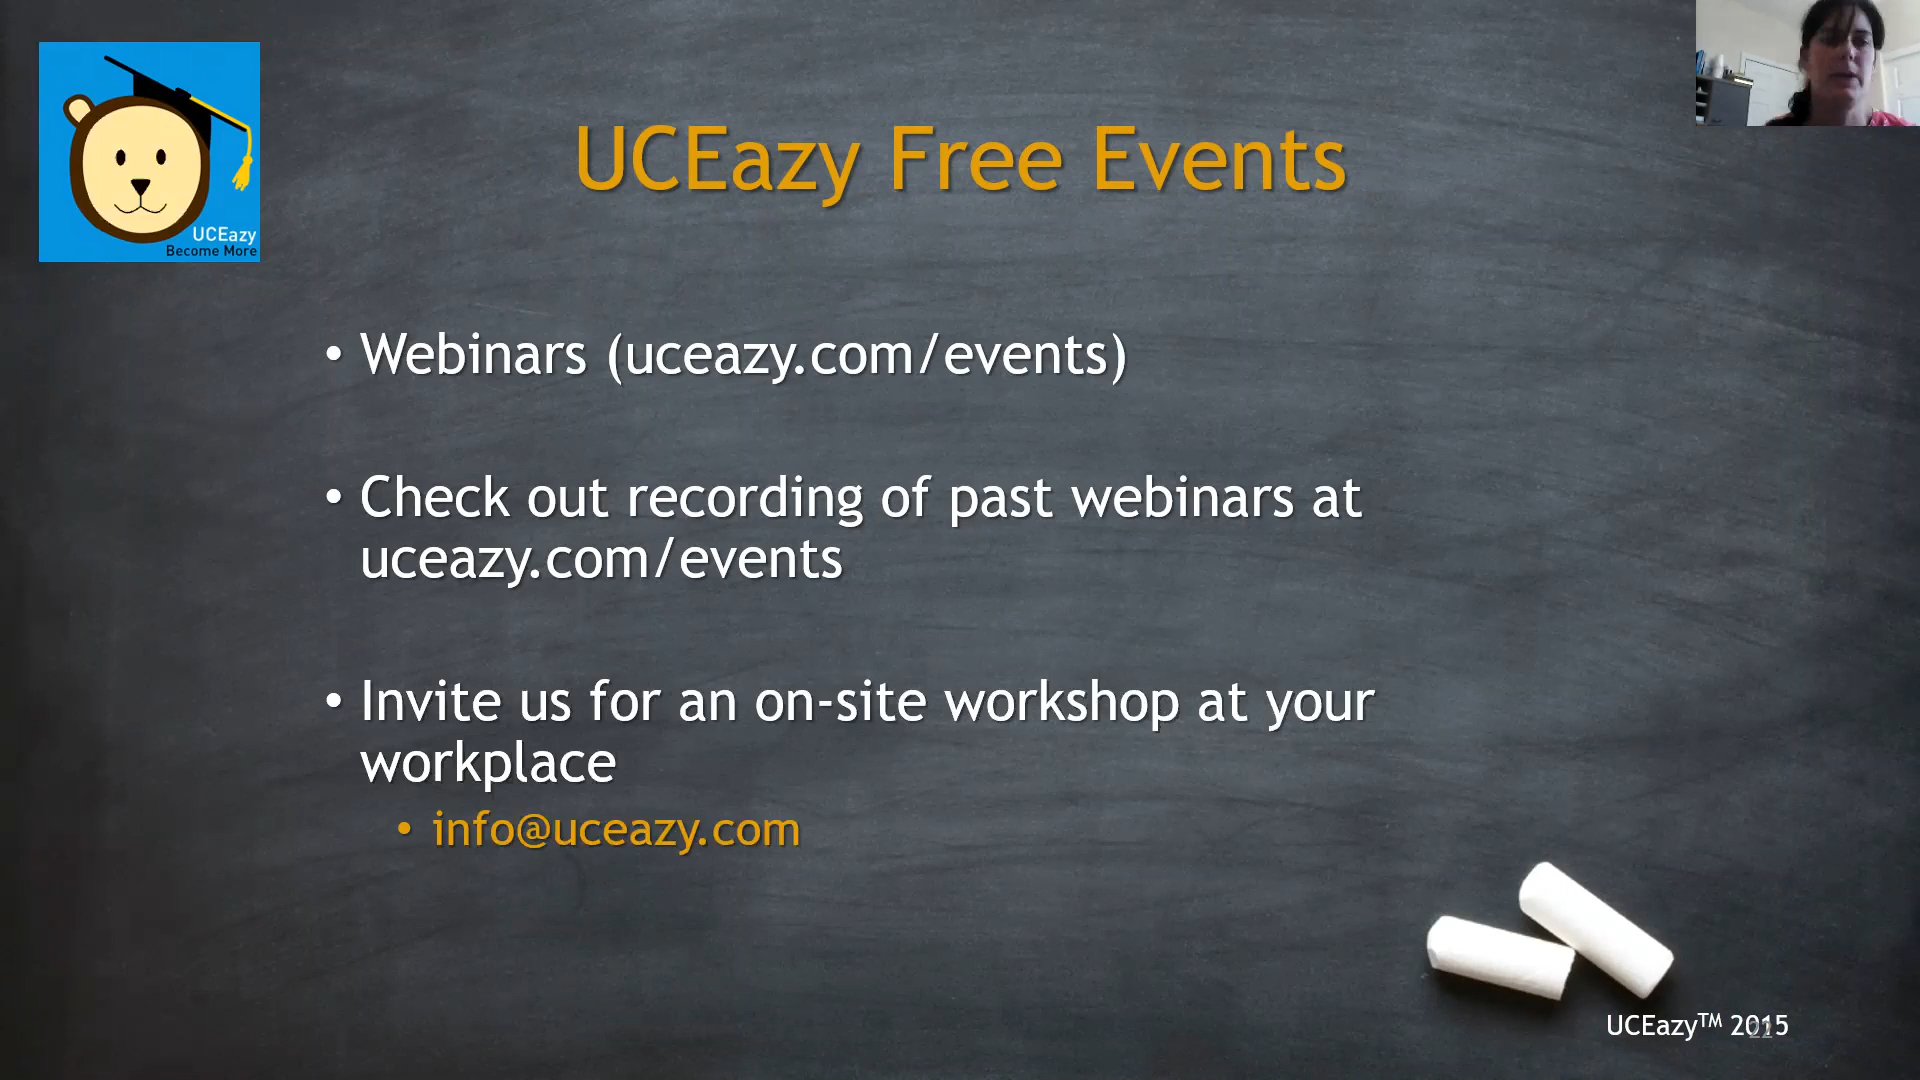 UCEazy
Become More
UCEazy Free Events
• Webinars (uceazy.com/events)
• Check out recording of past webinars at
uceazy.com/events
• Invite us for an on-site workshop at your
workplace
• info@uceazy.com
UCEazy™ 2015
22